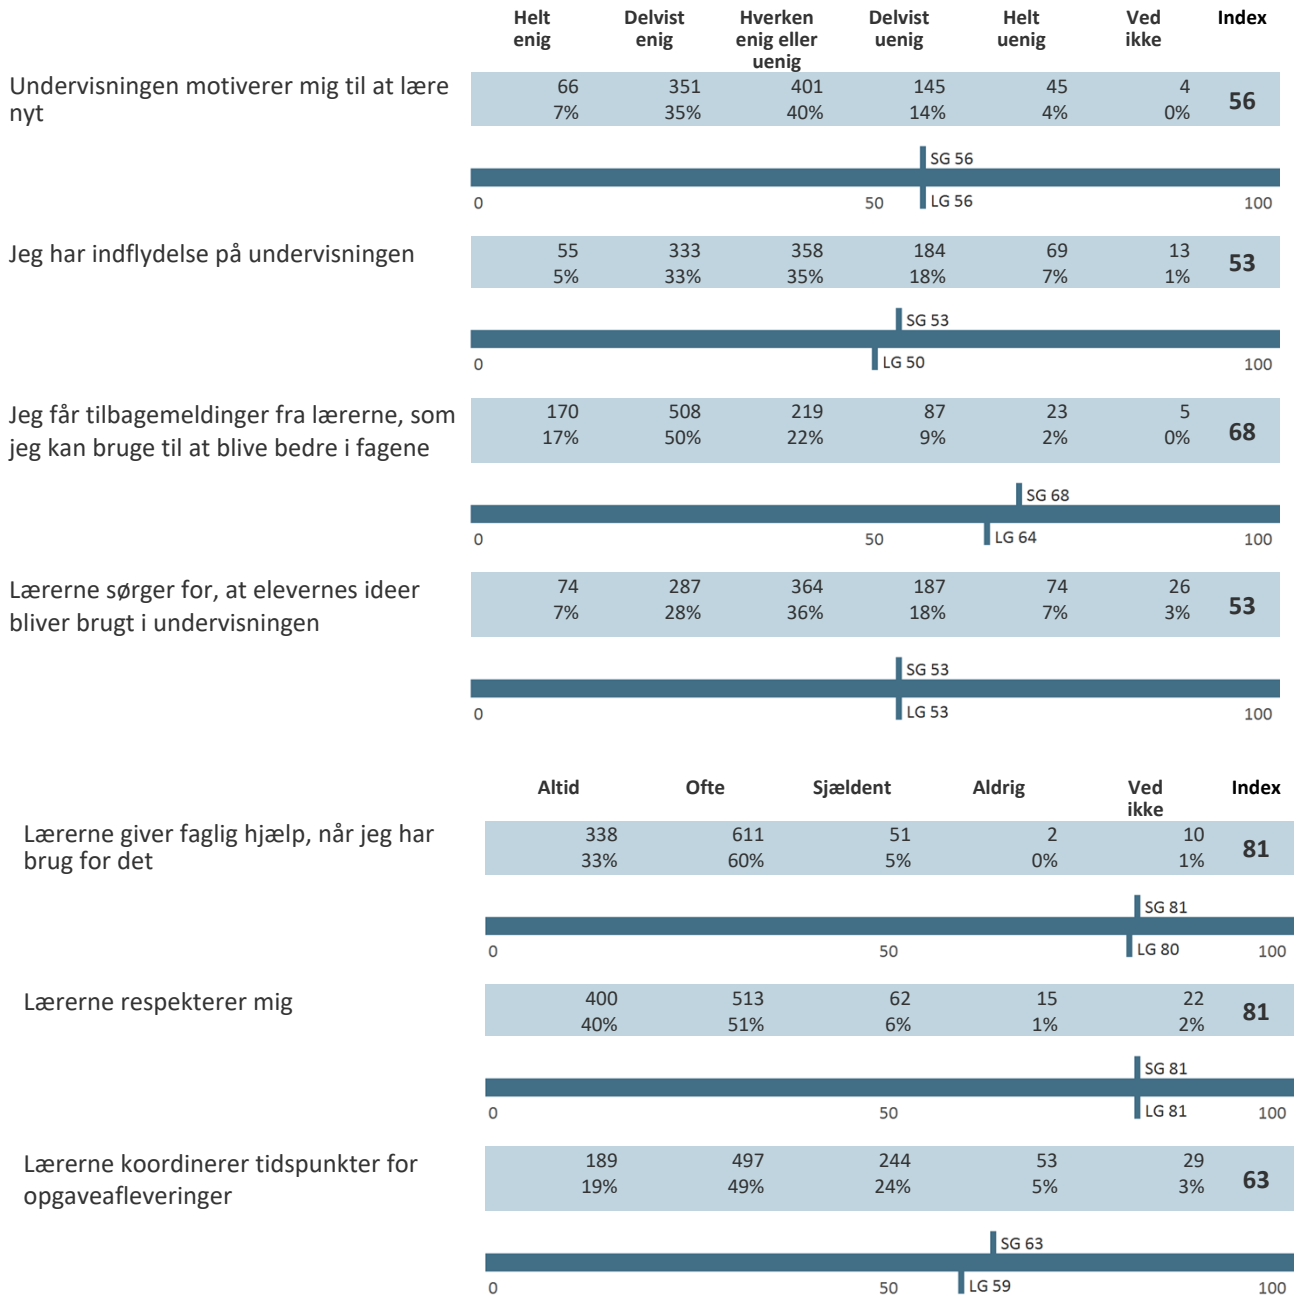 Helt enig Delvist enig Hverken enig eller uenig Delvist uenig Helt uenig Ved ikke Index
Undervisningen motiverer mig til at lære
nyt
66 351 401 145 45 4 56
7% 35% 40% 14% 4% 0%
SG 56
0 50 LG 56 100
Jeg har indflydelse på undervisningen
55 333 358 184 69 13 53
5% 33% 35% 18% 7% 1%
SG 53
0 LG 50 100
Jeg får tilbagemeldinger fra lærerne, som
jeg kan bruge til at blive bedre i fagene
170 508 219 87 23 5 68
17% 50% 22% 9% 2% 0%
SG 68
0 50 LG 64 100
Lærerne sørger for, at elevernes ideer
bliver brugt i undervisningen
74 287 364 187 74 26 53
7% 28% 36% 18% 7% 3%
SG 53
0 LG 53 100
Altid Ofte Sjældent Aldrig Ved ikke Index
Lærerne giver faglig hjælp, når jeg har
brug for det
338 611 51 2 10 81
33% 60% 5% 0% 1%
SG 81
0 50 LG 80 100
Lærerne respekterer mig
400 513 62 15 22 81
40% 51% 6% 1% 2%
SG 81
0 50 LG 81 100
Lærerne koordinerer tidspunkter for
opgaveafleveringer
189 497 244 53 29 63
19% 49% 24% 5% 3%
SG 63
0 50 LG 59 100